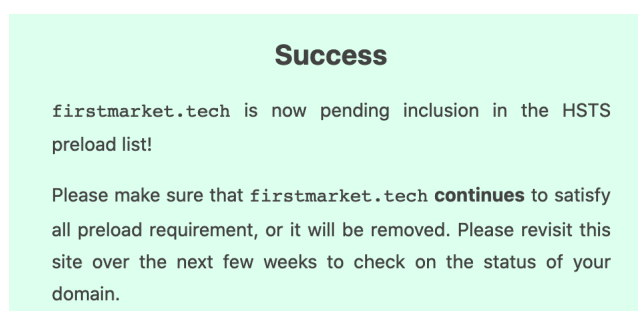 Success
firstmarket.tech is now pending inclusion in the HSTS
preload list!
Please make sure that firstmarket.tech continues to satisfy
all preload requirement, or it will be removed. Please revisit this
site over the next few weeks to check on the status of your
domain.